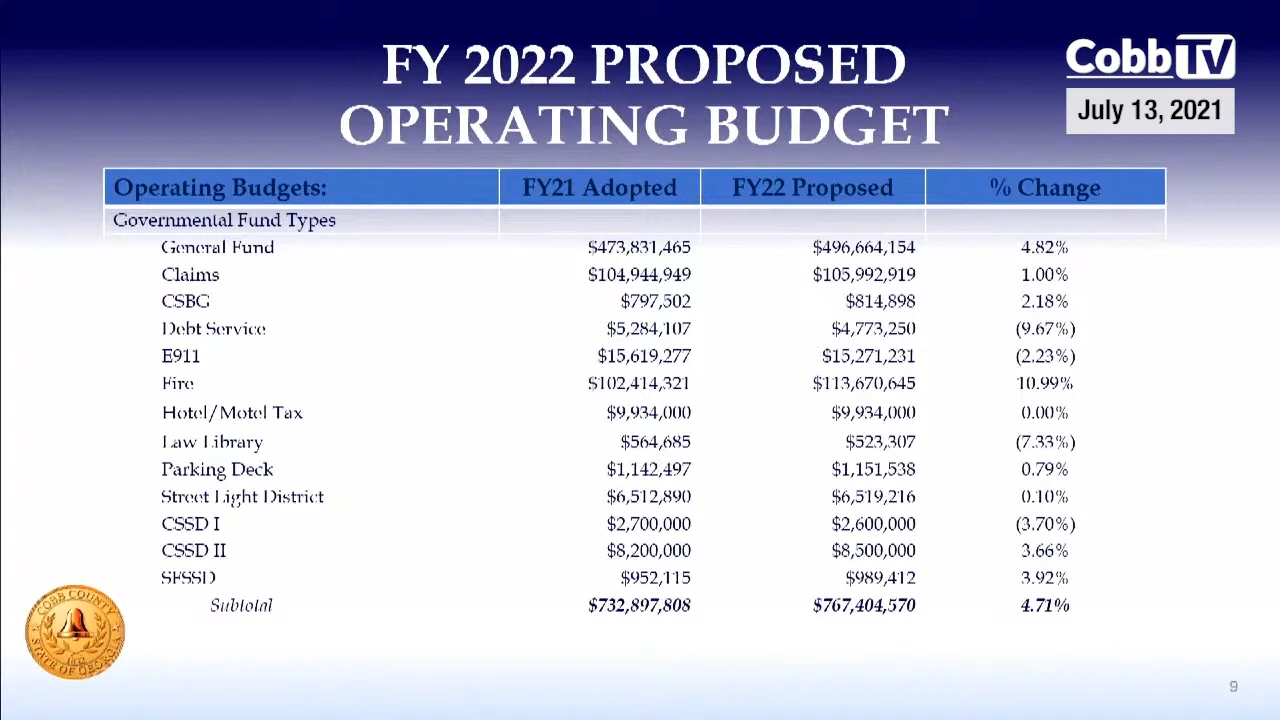 FY 2022 PROPOSED
OPERATING BUDGET
CobbTV
July 13, 2021
Operating Budgets: FY21 Adopted FY22 Proposed % Change
Governmental Fund Types
General Fund $473,831,465 $496,664,154 4.82%
Claims $104,944,949 $105,992,919 1.00%
CSBG $797,502 $814,898 2.18%
Debt Service $5,284,107 $4,773,250 (9.67%)
E911 $15,619,277 $15,271,231 (2.23%)
Fire $102,414,321 $113,670,645 10.99%
Hotel/Motel Tax $9,934,000 $9,934,000 0.00%
Law Library $564,685 $523,307 (7.33%)
Parking Deck $1,142,497 $1,151,538 0.79%
Street Light District $6,512,890 $6,519,216 0.10%
CSSD I $2,700,000 $2,600,000 (3.70%)
CSSD II $8,200,000 $8,500,000 3.66%
SFSSD $952,115 $989,412 3.92%
Subtotal $732,897,808 $767,404,570 4.71%
COBB COUNTY
STATE OF GEORGIA
9